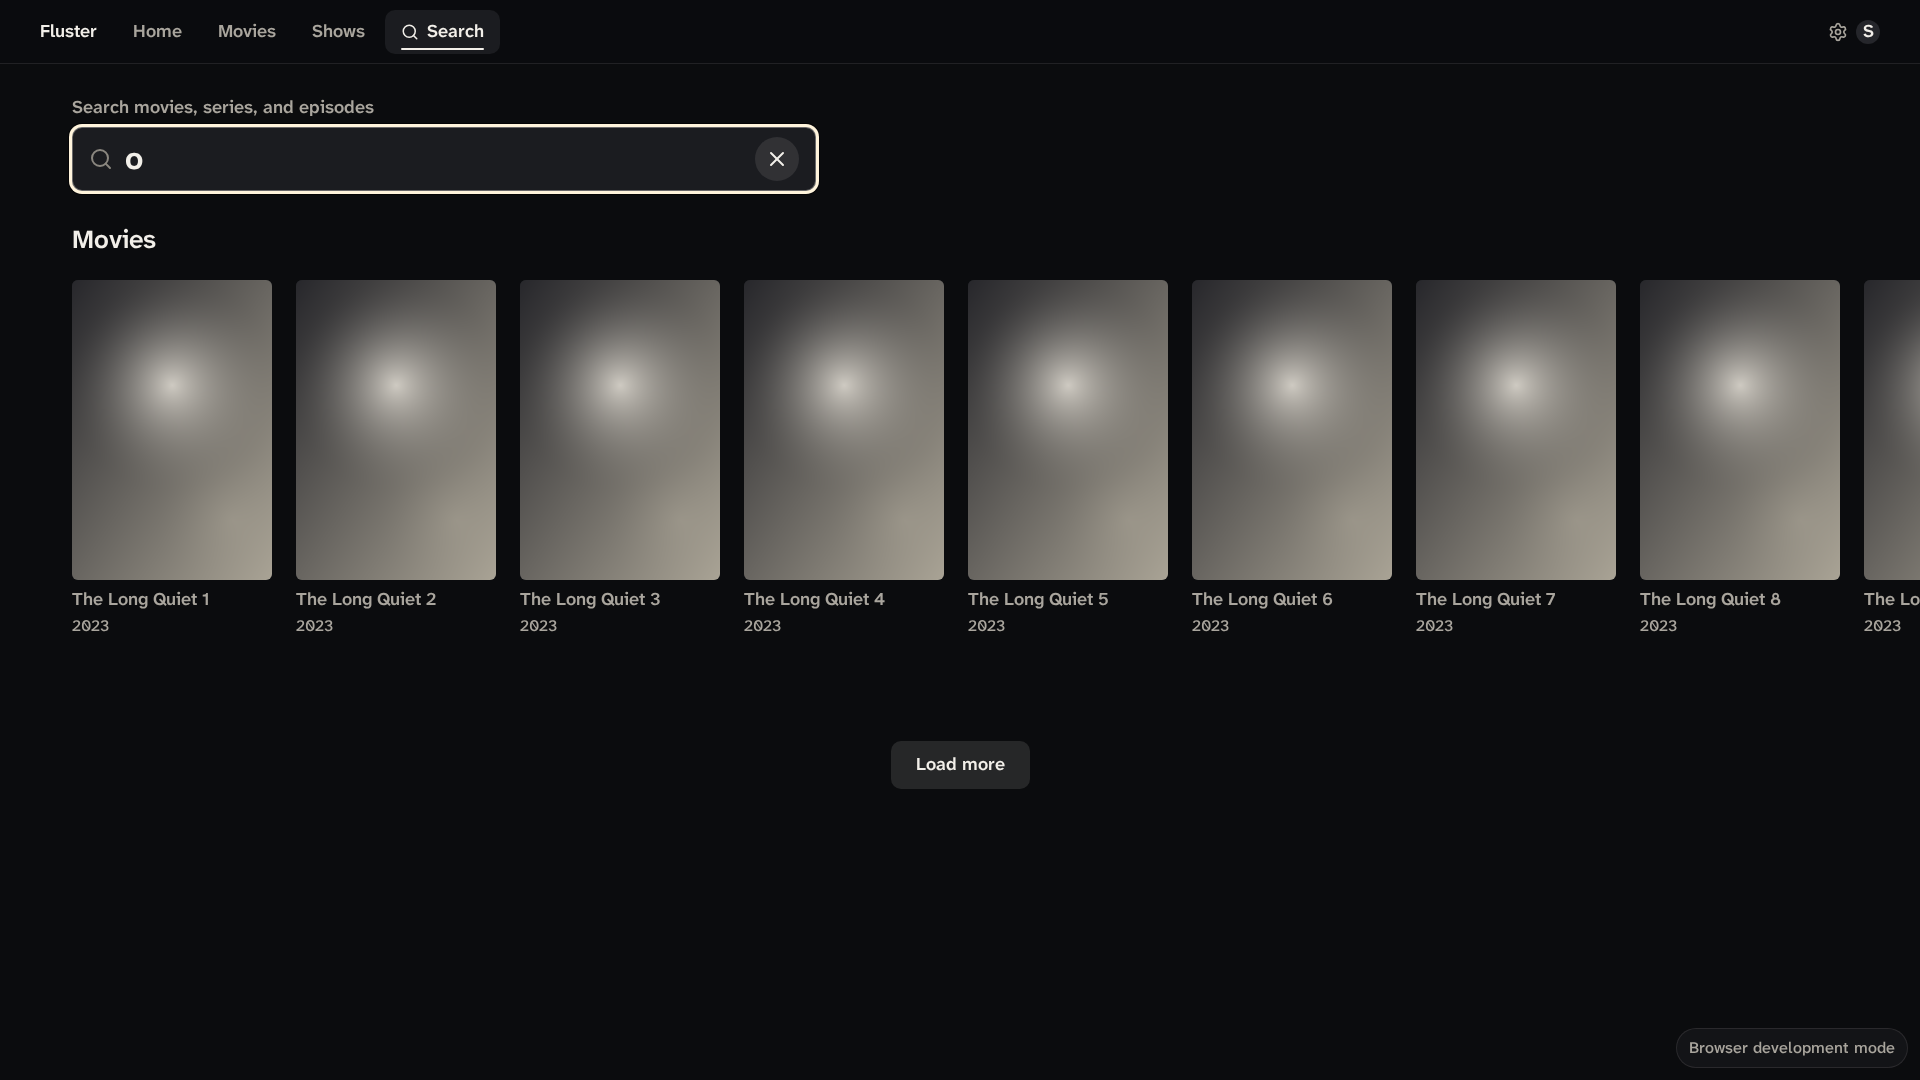 Fluster Home Movies Shows Search S
Search movies, series, and episodes
o
Movies
The Long Quiet 1 The Long Quiet 2 The Long Quiet 3 The Long Quiet 4 The Long Quiet 5 The Long Quiet 6 The Long Quiet 7 The Long Quiet 8 The Lo
2023 2023 2023 2023 2023 2023 2023 2023 2023
Load more
Browser development mode